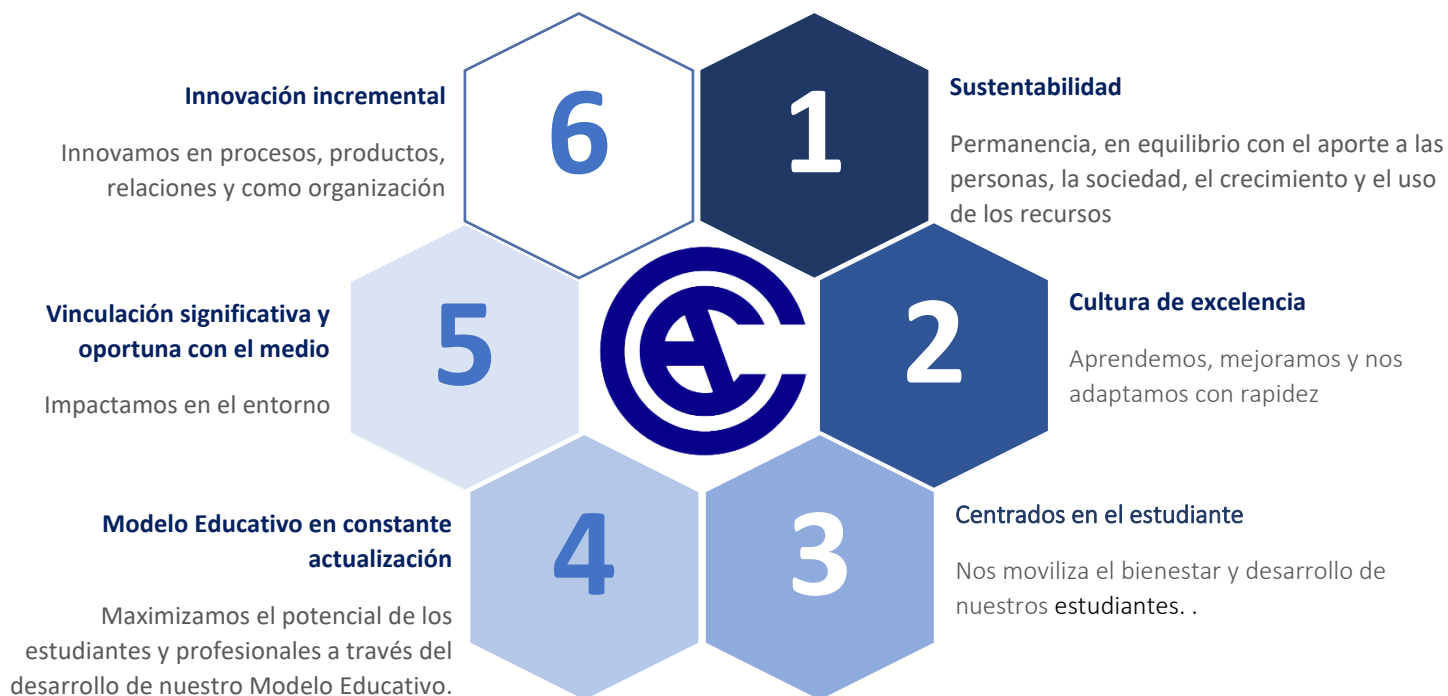 1
Sustentabilidad
Permanencia, en equilibrio con el aporte a las
personas, la sociedad, el crecimiento y el uso
de los recursos
2
Cultura de excelencia
Aprendemos, mejoramos y nos
adaptamos con rapidez
3
Centrados en el estudiante
Nos moviliza el bienestar y desarrollo de
nuestros estudiantes. .
4
Modelo Educativo en constante
actualización
Maximizamos el potencial de los
estudiantes y profesionales a través del
desarrollo de nuestro Modelo Educativo.
5
Vinculación significativa y
oportuna con el medio
Impactamos en el entorno
6
Innovación incremental
Innovamos en procesos, productos,
relaciones y como organización